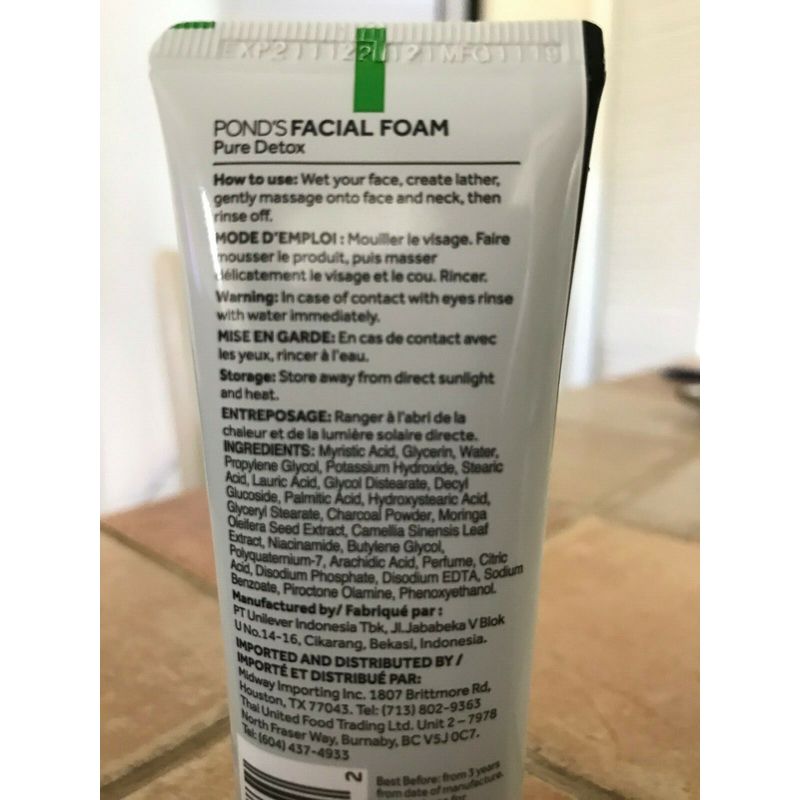 POND'S FACIAL FOAM
Pure Detox
How to use: Wet your face, create lather,
gently massage onto face and neck, then
rinse off.
MODE D'EMPLOI : Mouiller le visage. Faire
mousser le produit, puis masser
délicatement le visage et le cou. Rincer.
Warning: In case of contact with eyes rinse
with water immediately.
MISE EN GARDE: En cas de contact avec
les yeux, rincer à l'eau.
Storage: Store away from direct sunlight
and heat.
ENTREPOSAGE: Ranger à l'abri de la
chaleur et de la lumière solaire directe.
INGREDIENTS: Myristic Acid, Glycerin, Water,
Propylene Glycol, Potassium Hydroxide, Stearic
Acid, Lauric Acid, Glycol Distearate, Decyl
Glucoside, Palmitic Acid, Hydroxystearic Acid,
Glyceryl Stearate, Charcoal Powder, Moringa
Oleifera Seed Extract, Camellia Sinensis Leaf
Extract, Niacinamide, Butylene Glycol,
Polyquaternium-7, Arachidic Acid, Perfume, Citric
Acid, Disodium Phosphate, Disodium EDTA, Sodium
Benzoate, Piroctone Olamine, Phenoxyethanol.
Manufactured by/ Fabriqué par :
PT Unilever Indonesia Tbk, Jl.Jababeka V Blok
U No.14-16, Cikarang, Bekasi, Indonesia.
IMPORTED AND DISTRIBUTED BY /
IMPORTÉ ET DISTRIBUÉ PAR:
Midway Importing Inc. 1807 Brittmore Rd,
Houston, TX 77043. Tel: (713) 802-9363
Thai United Food Trading Ltd. Unit 2 – 7978
North Fraser Way, Burnaby, BC V5J 0C7.
Tel: (604) 437-4933
2
Best Before: from 3 years
from date of manufacture.